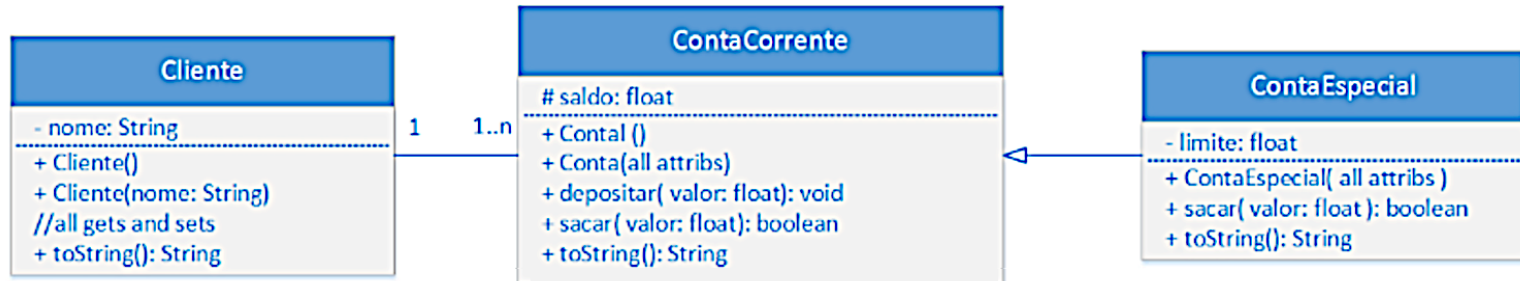 Cliente
- nome: String
+ Cliente()
+ Cliente(nome: String)
//all gets and sets
+ toString(): String
1
1..n
ContaCorrente
# saldo: float
+ Contal ()
+ Conta(all attribs)
+ depositar( valor: float): void
+ sacar( valor: float): boolean
+ toString(): String
ContaEspecial
- limite: float
+ ContaEspecial( all attribs )
+ sacar( valor: float ): boolean
+ toString(): String